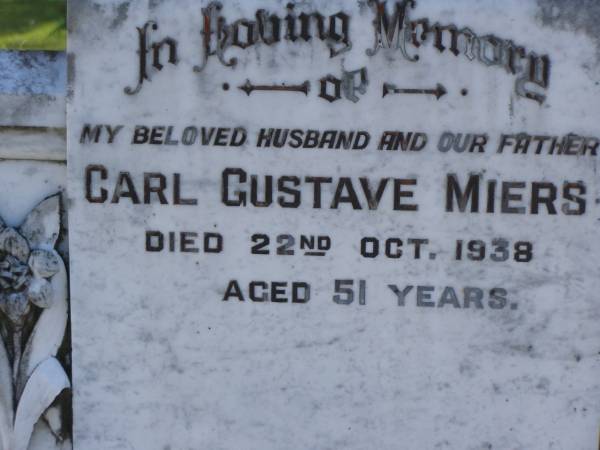 In Loving Memory
OF
MY BELOVED HUSBAND AND OUR FATHER
CARL GUSTAVE MIERS
DIED 22ND OCT. 1938
AGED 51 YEARS.